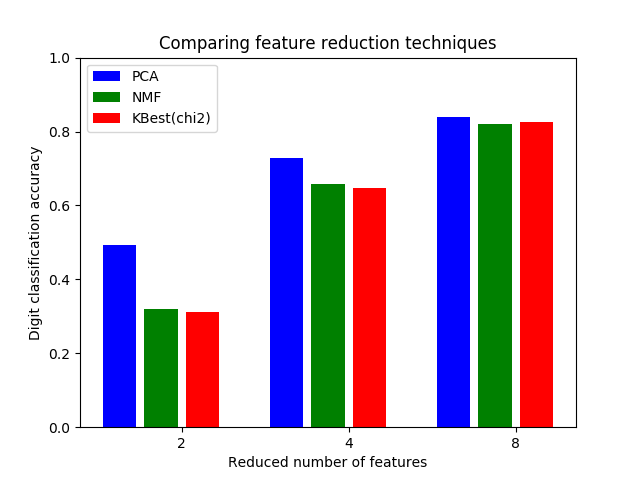 Comparing feature reduction techniques
1.0
0.8
0.6
0.4
0.2
0.0
Digit classification accuracy
PCA
NMF
KBest(chi2)
2 4 8
Reduced number of features